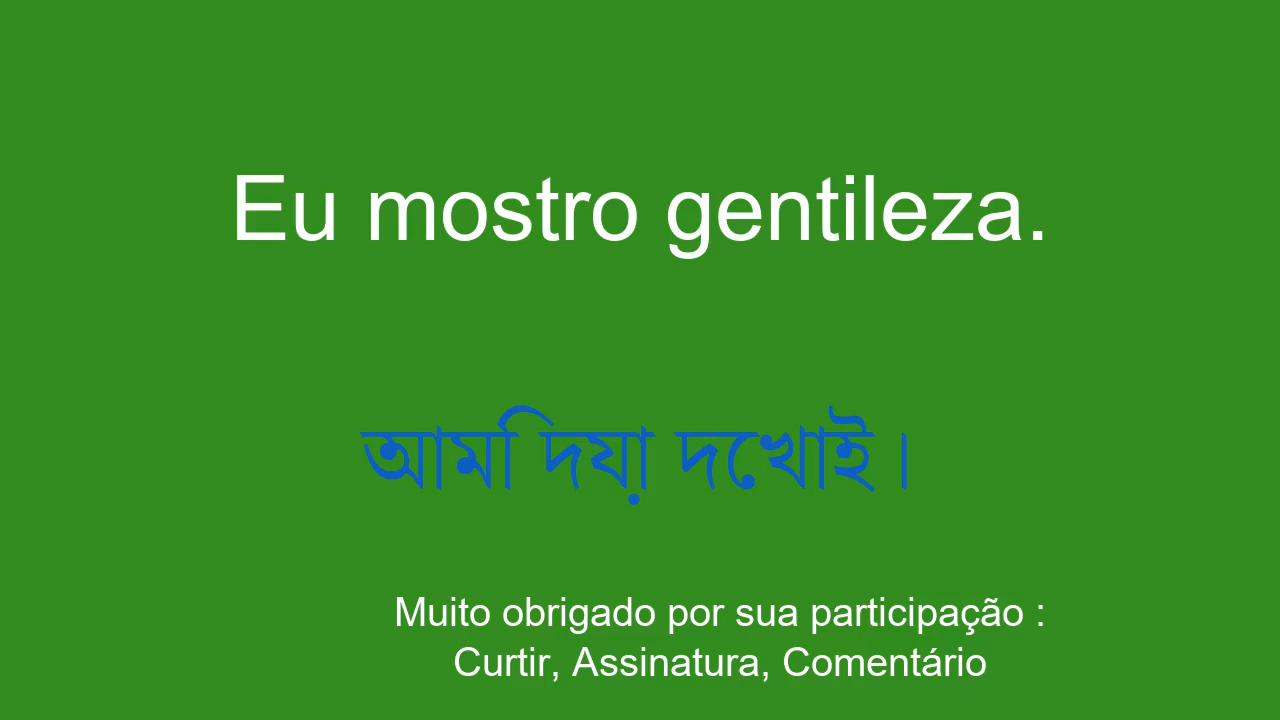 Eu mostro gentileza.
আমি দয়া দেখাই।
Muito obrigado por sua participação :
Curtir, Assinatura, Comentário